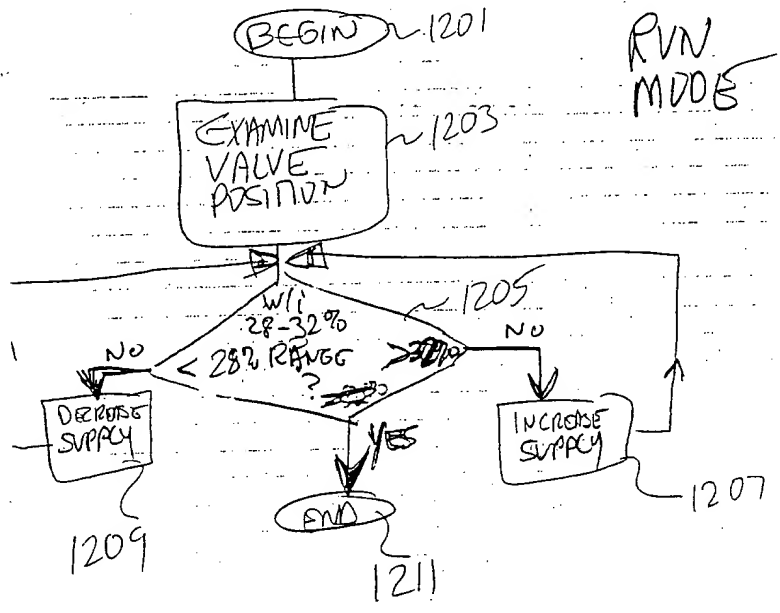 BEGIN
1201
RUN
MODE
EXAMINE
VALVE
POSITION
1203
W/i
28-32%
< 28% RANGE
?
1205
NO
NO
DECREASE
SUPPLY
INCREASE
SUPPLY
YES
END
1207
1209
1211